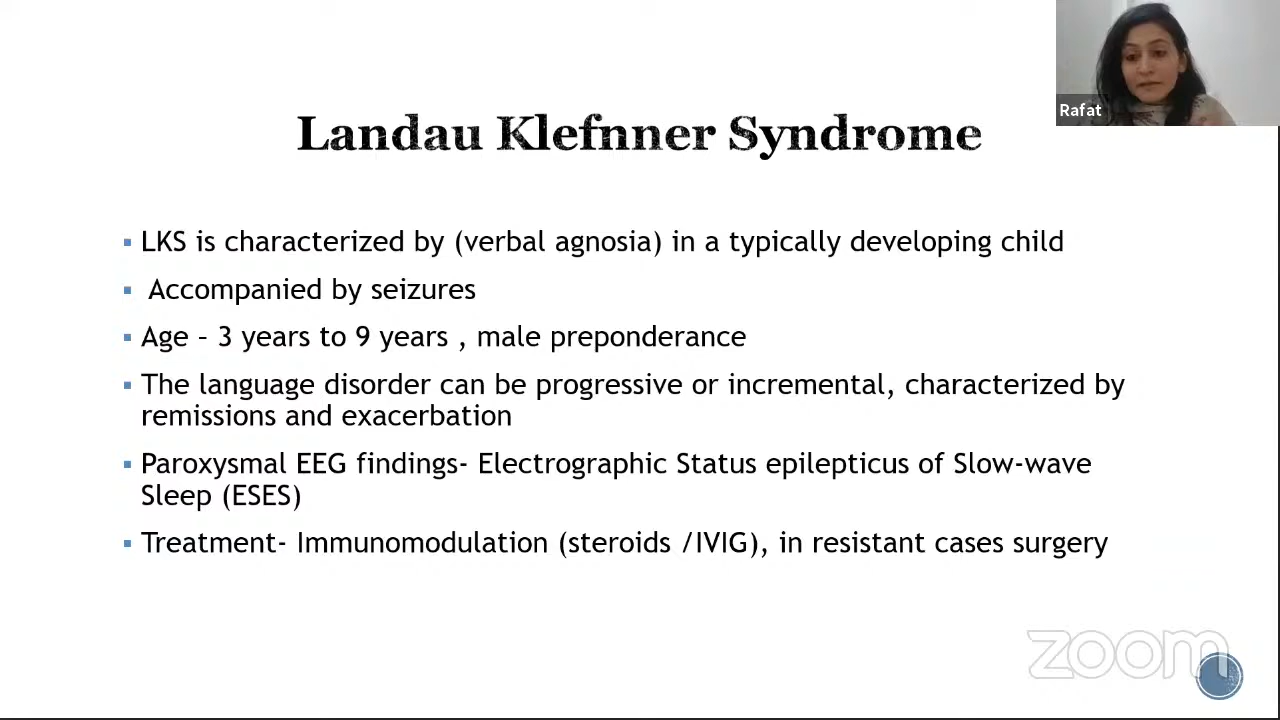 Rafat
Landau Klefnner Syndrome
LKS is characterized by (verbal agnosia) in a typically developing child
Accompanied by seizures
Age – 3 years to 9 years , male preponderance
The language disorder can be progressive or incremental, characterized by
remissions and exacerbation
Paroxysmal EEG findings- Electrographic Status epilepticus of Slow-wave
Sleep (ESES)
Treatment- Immunomodulation (steroids /IVIG), in resistant cases surgery
zoom